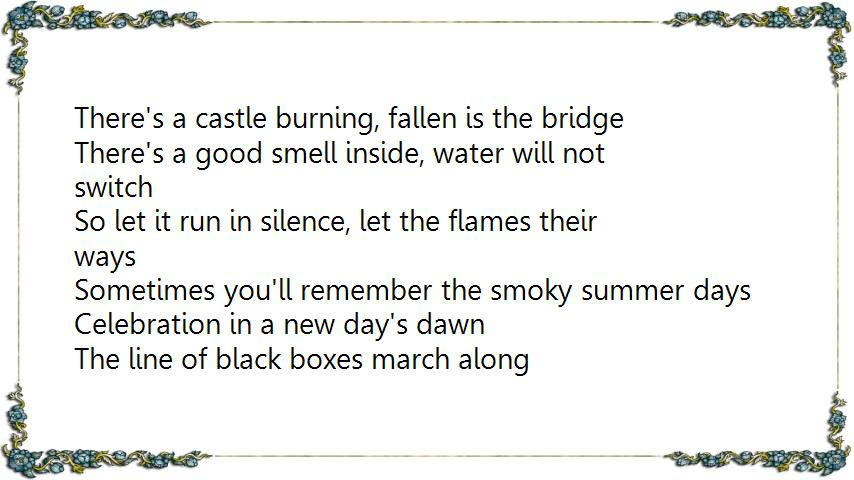 There's a castle burning, fallen is the bridge
There's a good smell inside, water will not
switch
So let it run in silence, let the flames their
ways
Sometimes you'll remember the smoky summer days
Celebration in a new day's dawn
The line of black boxes march along